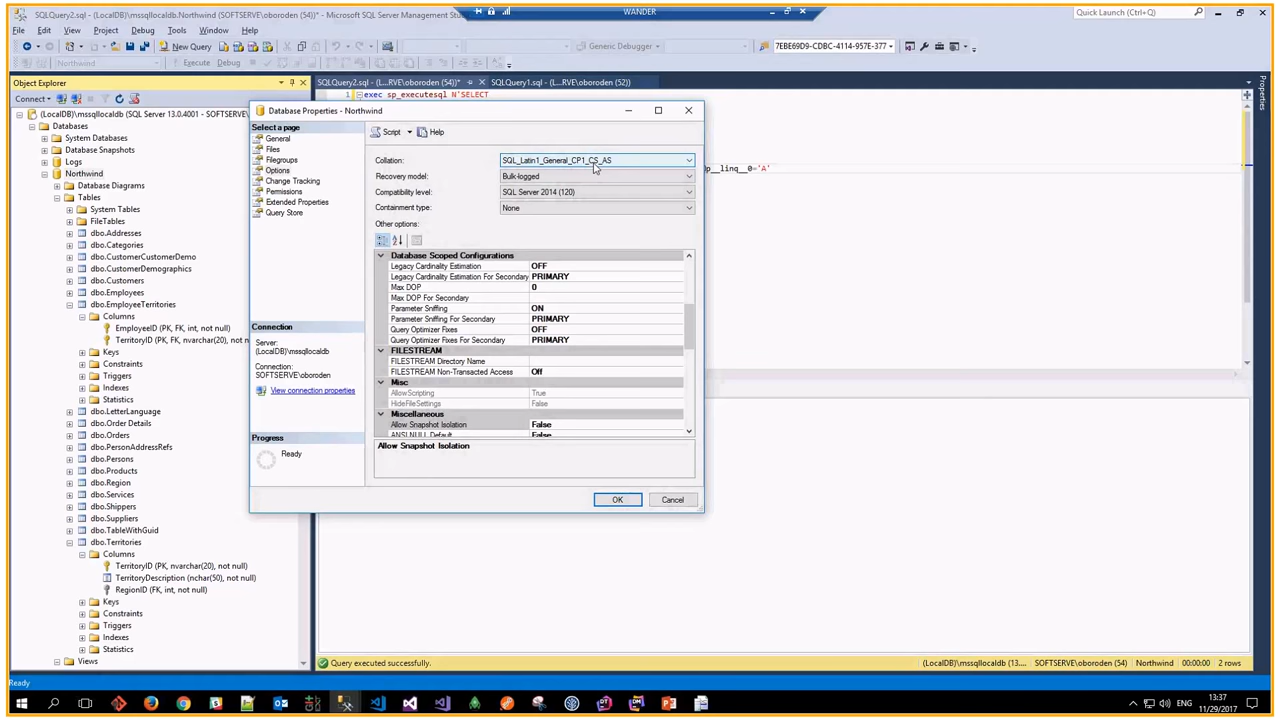 SQLQuery2.sql - (LocalDB)\mssqllocaldb.Northwind (SOFTSERVE\oboroden (54))* - Microsoft SQL Server Management Stu
WANDER
Quick Launch (Ctrl+Q)
File Edit View Project Debug Tools Window Help
New Query
Generic Debugger
7EBE69D9-CDBC-4114-957E-377
Northwind
Execute
Debug
Object Explorer
SQLQuery2.sql - (L...RVE\oboroden (54))*
SQLQuery1.sql - (L...RVE\oboroden (52))
Properties
Connect
exec sp_executesql N'SELECT
p__linq__0='A'
(LocalDB)\mssqllocaldb (SQL Server 13.0.4001 - SOFTSERVE\oborod
Databases
System Databases
Database Snapshots
Logs
Northwind
Database Diagrams
Tables
System Tables
FileTables
dbo.Addresses
dbo.Categories
dbo.CustomerCustomerDemo
dbo.CustomerDemographics
dbo.Customers
dbo.Employees
dbo.EmployeeTerritories
Columns
EmployeeID (PK, FK, int, not null)
TerritoryID (PK, FK, nvarchar(20), not
Keys
Constraints
Triggers
Indexes
Statistics
dbo.LetterLanguage
dbo.Order Details
dbo.Orders
dbo.PersonAddressRefs
dbo.Persons
dbo.Products
dbo.Region
dbo.Services
dbo.Shippers
dbo.Suppliers
dbo.TableWithGuid
dbo.Territories
Columns
TerritoryID (PK, nvarchar(20), not null)
TerritoryDescription (nchar(50), not null)
RegionID (FK, int, not null)
Keys
Constraints
Triggers
Indexes
Statistics
Views
Database Properties - Northwind
Select a page
General
Files
Filegroups
Options
Change Tracking
Permissions
Extended Properties
Query Store
Connection
Server:
(LocalDB)\mssqllocaldb
Connection:
SOFTSERVE\oboroden
View connection properties
Progress
Ready
Script Help
Collation: SQL_Latin1_General_CP1_CS_AS
Recovery model: Bulk-logged
Compatibility level: SQL Server 2014 (120)
Containment type: None
Other options:
Database Scoped Configurations
Legacy Cardinality Estimation OFF
Legacy Cardinality Estimation For Secondary PRIMARY
Max DOP 0
Max DOP For Secondary
Parameter Sniffing ON
Parameter Sniffing For Secondary PRIMARY
Query Optimizer Fixes OFF
Query Optimizer Fixes For Secondary PRIMARY
FILESTREAM
FILESTREAM Directory Name
FILESTREAM Non-Transacted Access Off
Misc
AllowScripting True
HideFileSettings False
Miscellaneous
Allow Snapshot Isolation False
ANSI NULL Default False
Allow Snapshot Isolation
OK Cancel
Query executed successfully.
(LocalDB)\mssqllocaldb (13.... SOFTSERVE\oboroden (54) Northwind 00:00:00 2 rows
Ready
ENG
13:37
11/29/2017